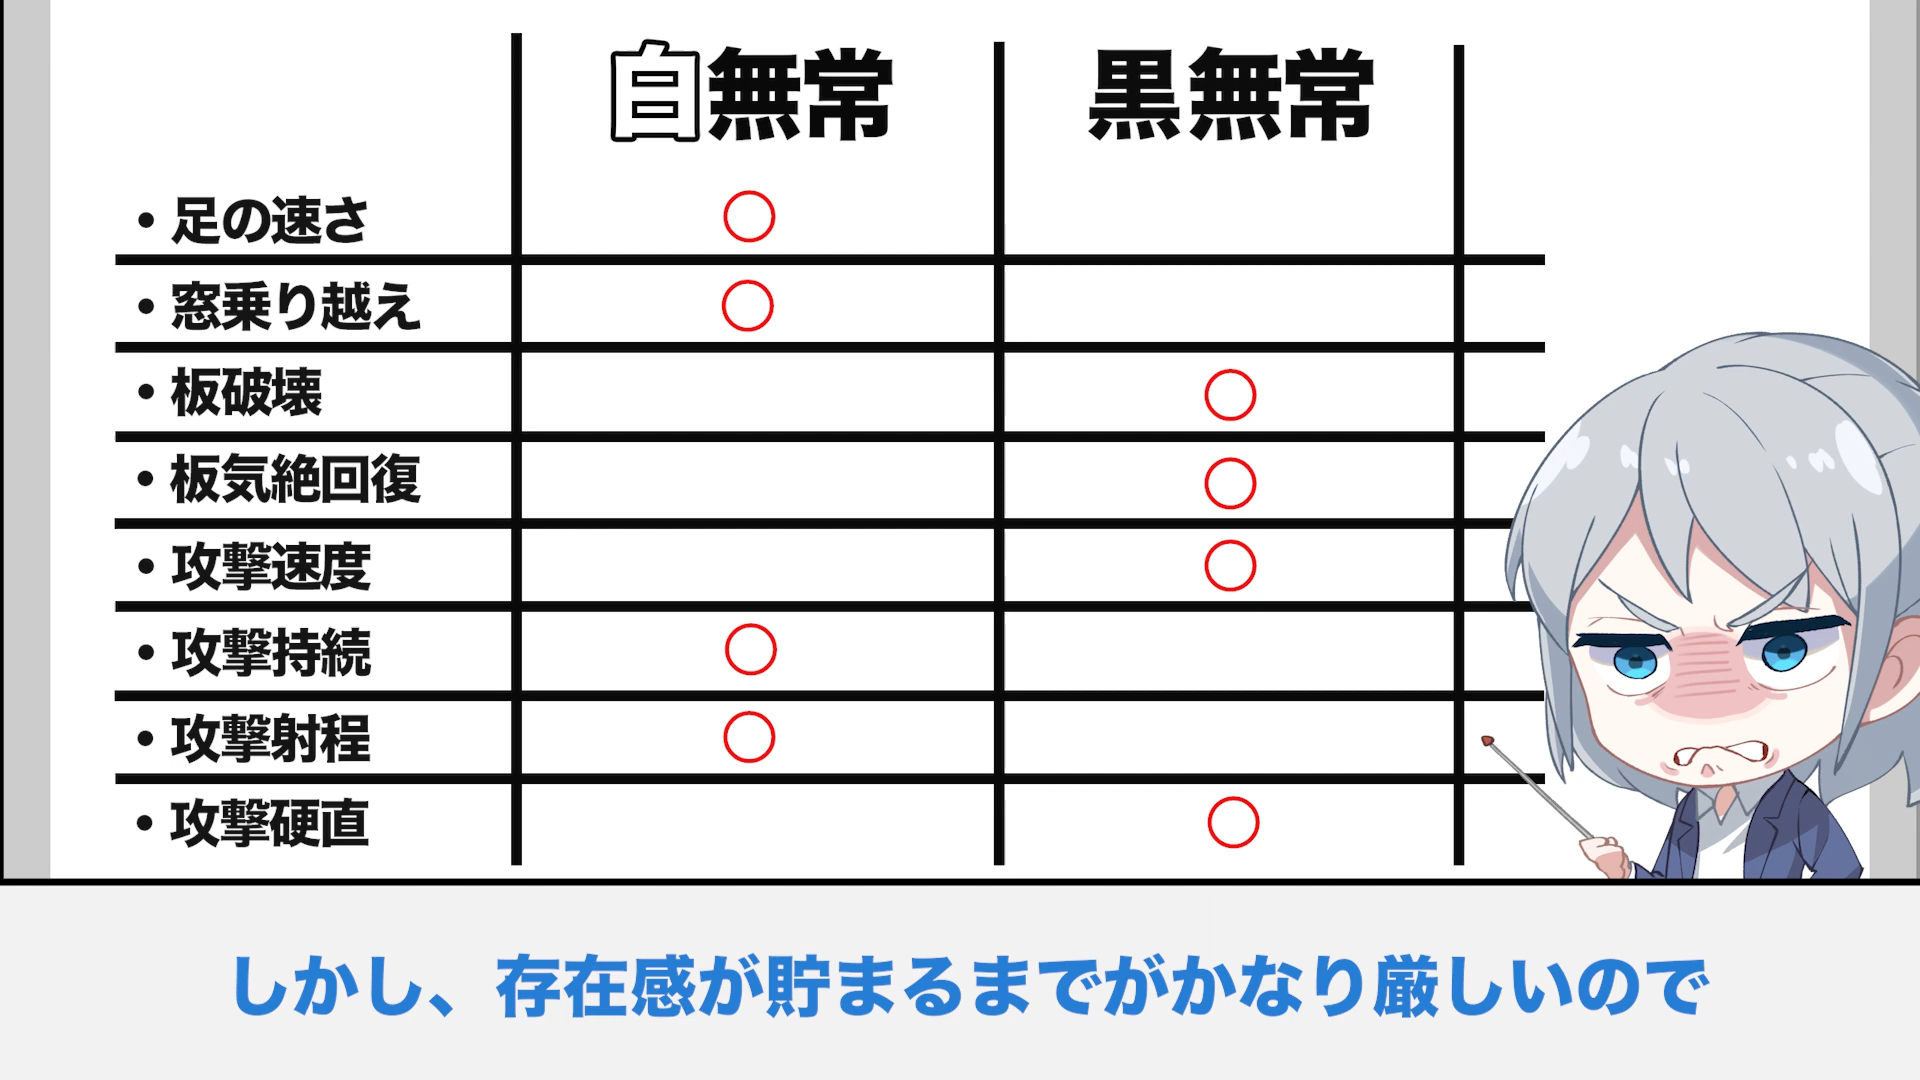 白無常 黒無常
・足の速さ ○
・窓乗り越え ○
・板破壊 ○
・板気絶回復 ○
・攻撃速度 ○
・攻撃持続 ○
・攻撃射程 ○
・攻撃硬直 ○
しかし、存在感が貯まるまでがかなり厳しいので